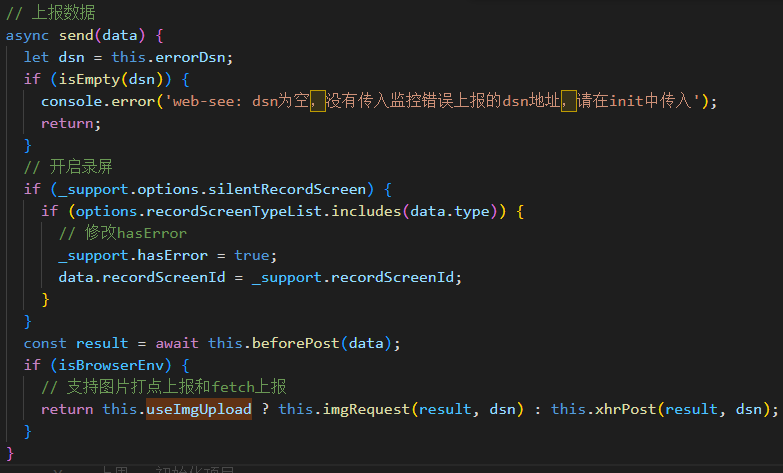 // 上报数据
async send(data) {
  let dsn = this.errorDsn;
  if (isEmpty(dsn)) {
    console.error('web-see: dsn为空，没有传入监控错误上报的dsn地址，请在init中传入');
    return;
  }
  // 开启录屏
  if (_support.options.silentRecordScreen) {
    if (options.recordScreenTypeList.includes(data.type)) {
      // 修改hasError
      _support.hasError = true;
      data.recordScreenId = _support.recordScreenId;
    }
  }
  const result = await this.beforePost(data);
  if (isBrowserEnv) {
    // 支持图片打点上报和fetch上报
    return this.useImgUpload ? this.imgRequest(result, dsn) : this.xhrPost(result, dsn);
  }
}